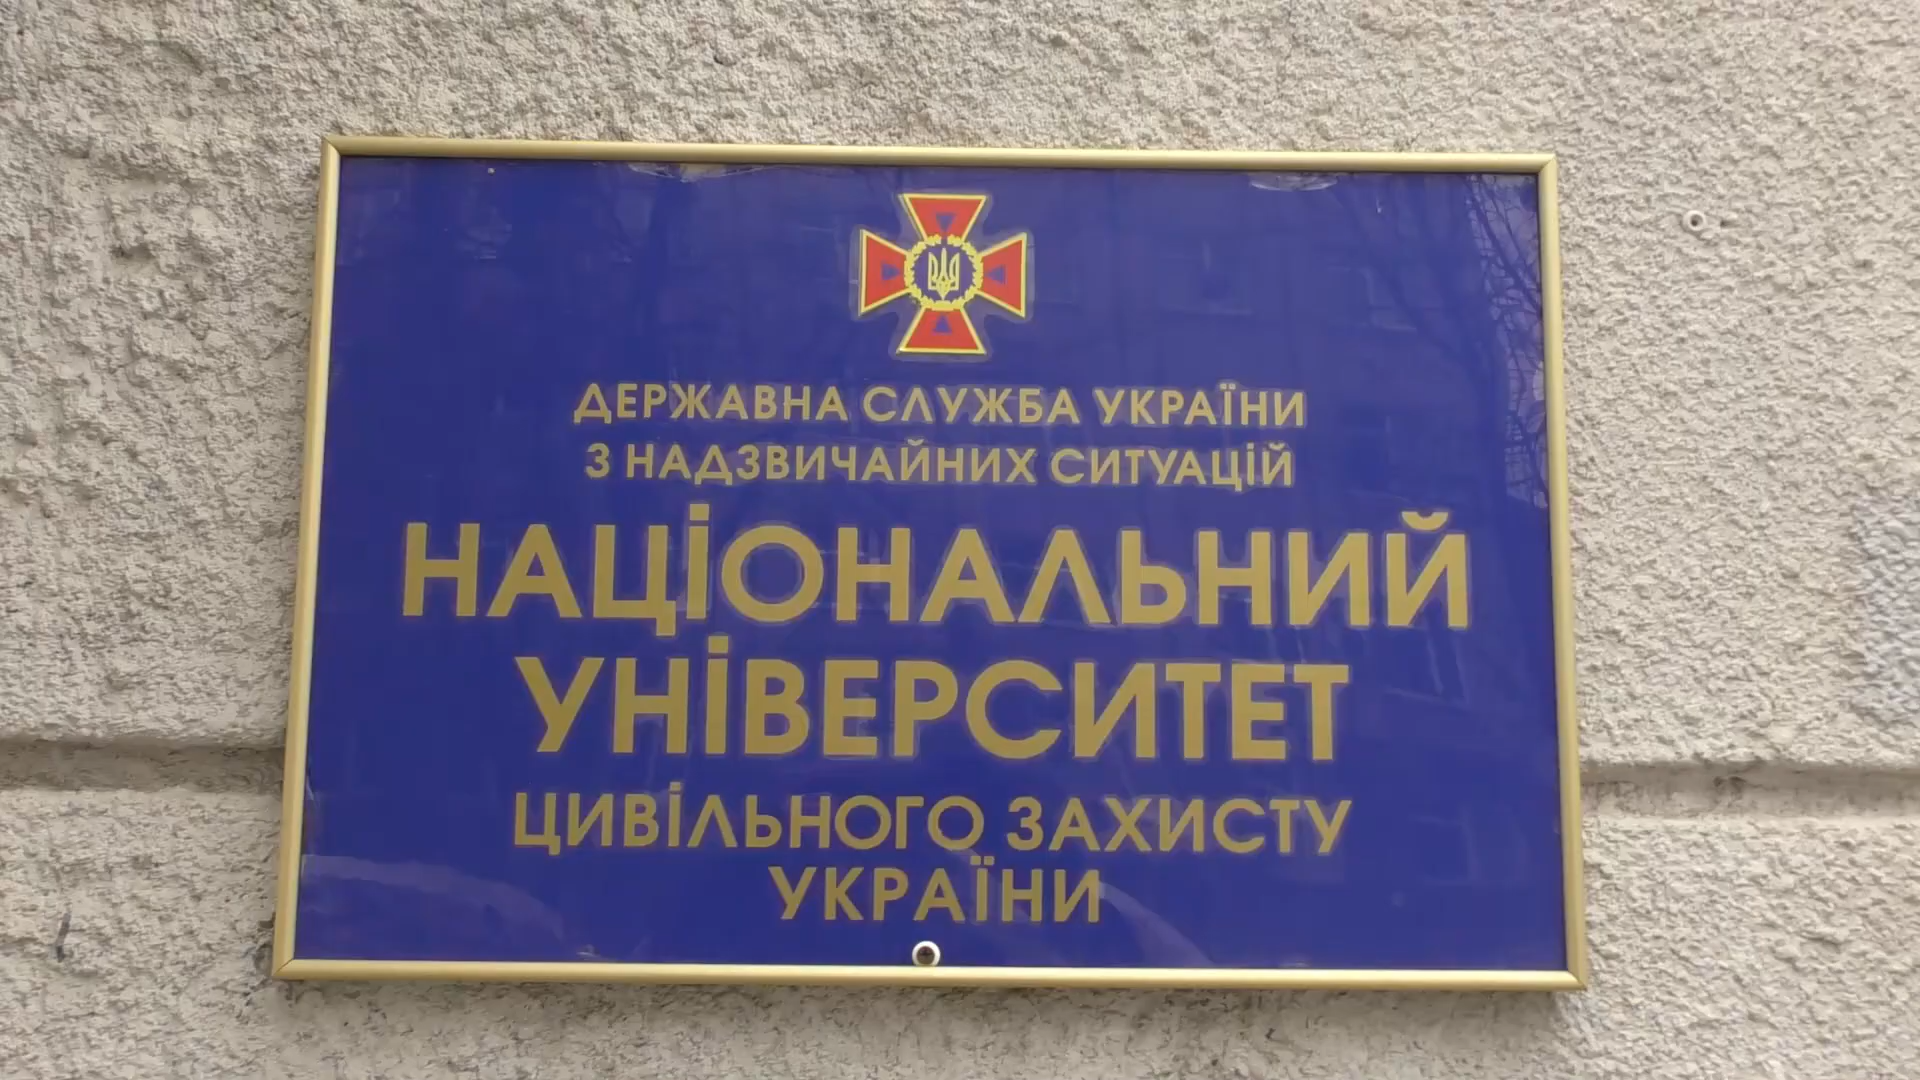 ДЕРЖАВНА СЛУЖБА УКРАЇНИ
З НАДЗВИЧАЙНИХ СИТУАЦІЙ
НАЦІОНАЛЬНИЙ
УНІВЕРСИТЕТ
ЦИВІЛЬНОГО ЗАХИСТУ
УКРАЇНИ